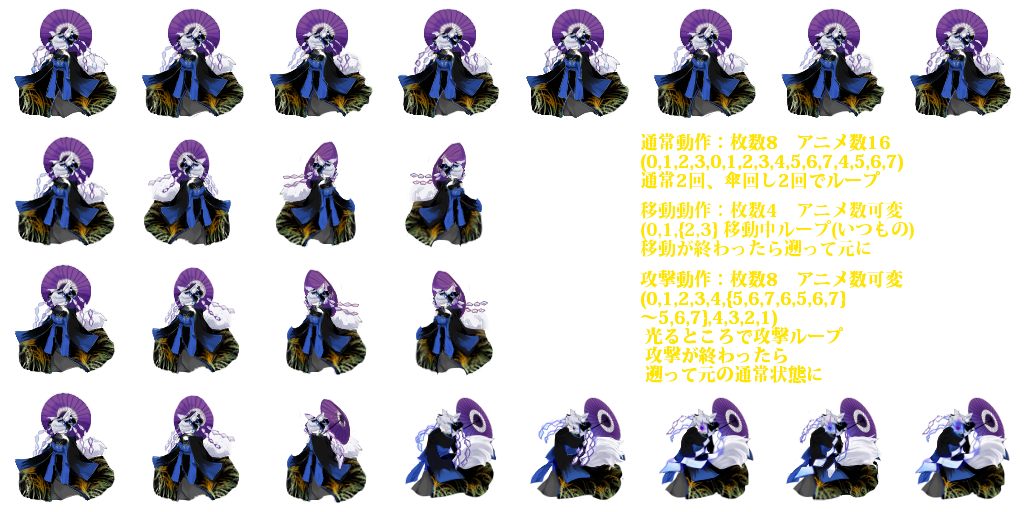 通常動作：枚数8　アニメ数16
(0,1,2,3,0,1,2,3,4,5,6,7,4,5,6,7)
通常2回、傘回し2回でループ
移動動作：枚数4　アニメ数可変
(0,1,{2,3} 移動中ループ(いつもの)
移動が終わったら遡って元に
攻撃動作：枚数8　アニメ数可変
(0,1,2,3,4,{5,6,7,6,5,6,7}
～5,6,7},4,3,2,1)
光るところで攻撃ループ
攻撃が終わったら
遡って元の通常状態に